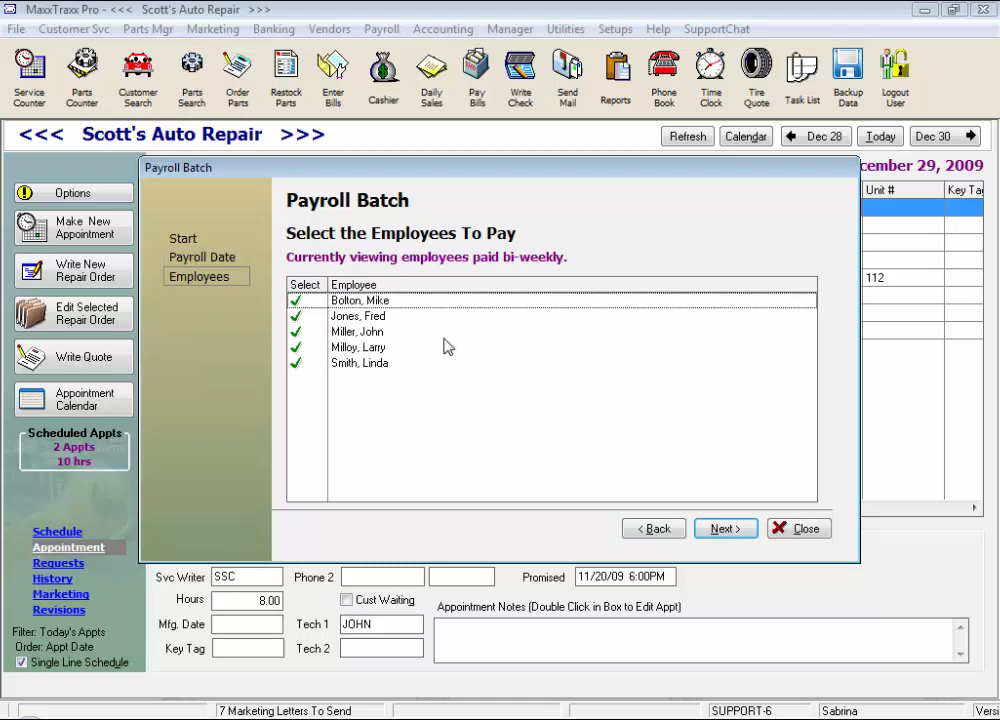 MaxxTraxx Pro - <<< Scott's Auto Repair >>>
File Customer Svc Parts Mgr Marketing Banking Vendors Payroll Accounting Manager Utilities Setups Help SupportChat
Service Counter
Parts Counter
Customer Search
Parts Search
Order Parts
Restock Parts
Enter Bills
Cashier
Daily Sales
Pay Bills
Write Check
Send Mail
Reports
Phone Book
Time Clock
Tire Quote
Task List
Backup Data
Logout User
<<< Scott's Auto Repair >>>
Refresh
Calendar
Dec 28
Today
Dec 30
cember 29, 2009
Unit # Key Tag
112
Options
Make New Appointment
Write New Repair Order
Edit Selected Repair Order
Write Quote
Appointment Calendar
Scheduled Appts
2 Appts
10 hrs
Schedule
Appointment
Requests
History
Marketing
Revisions
Filter: Today's Appts
Order: Appt Date
Single Line Schedule
Payroll Batch
Start
Payroll Date
Employees
Payroll Batch
Select the Employees To Pay
Currently viewing employees paid bi-weekly.
Select Employee
Bolton, Mike
Jones, Fred
Miller, John
Milloy, Larry
Smith, Linda
< Back
Next >
Close
Svc Writer SSC Phone 2 Promised 11/20/09 6:00PM
Hours 8.00 Cust Waiting Appointment Notes (Double Click in Box to Edit Appt)
Mfg. Date Tech 1 JOHN
Key Tag Tech 2
7 Marketing Letters To Send SUPPORT-6 Sabrina Versi